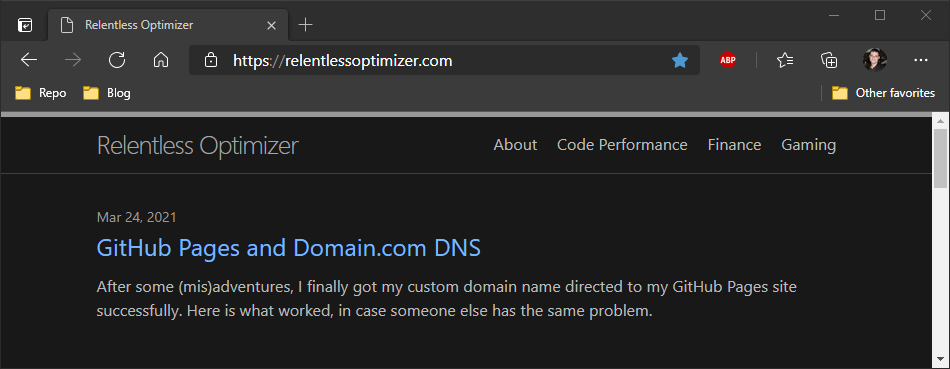 Relentless Optimizer
https://relentlessoptimizer.com
ABP
Repo
Blog
Other favorites
Relentless Optimizer
About
Code Performance
Finance
Gaming
Mar 24, 2021
GitHub Pages and Domain.com DNS
After some (mis)adventures, I finally got my custom domain name directed to my GitHub Pages site
successfully. Here is what worked, in case someone else has the same problem.